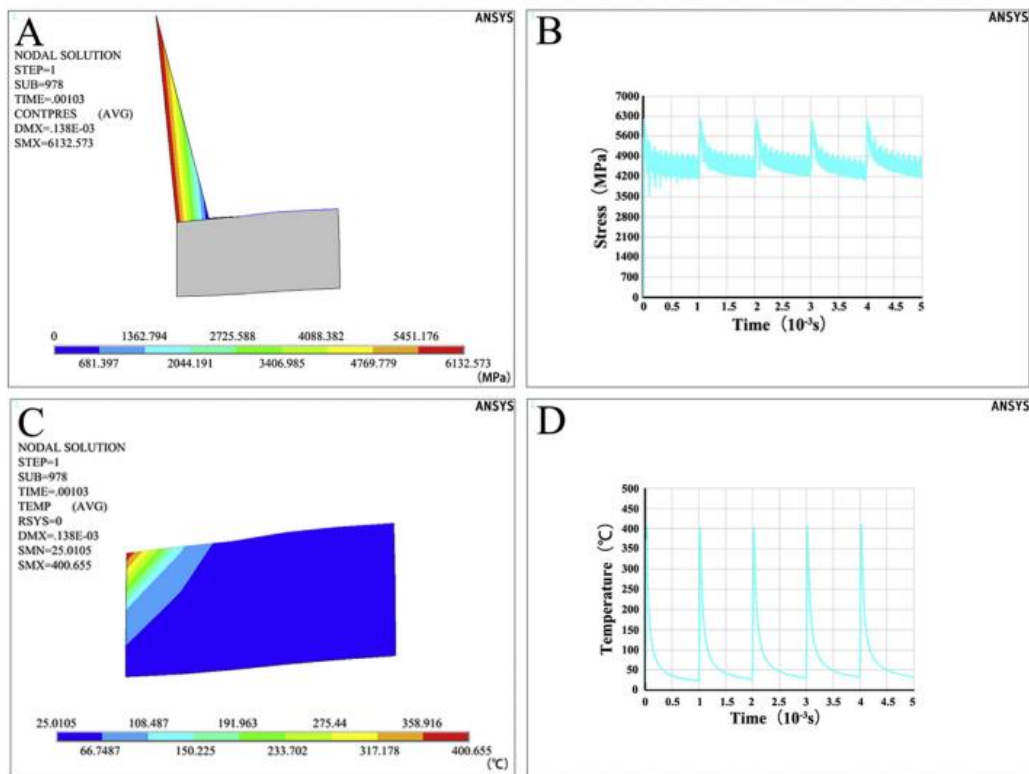 A
ANSYS
NODAL SOLUTION
STEP=1
SUB=978
TIME=.00103
CONTPRES (AVG)
DMX=.138E-03
SMX=6132.573
0 1362.794 2725.588 4088.382 5451.176
681.397 2044.191 3406.985 4769.779 6132.573
(MPa)
B
ANSYS
7000
6300
5600
4900
4200
3500
2800
2100
1400
700
0
Stress (MPa)
0 0.5 1 1.5 2 2.5 3 3.5 4 4.5 5
Time (10⁻³s)
C
ANSYS
NODAL SOLUTION
STEP=1
SUB=978
TIME=.00103
TEMP (AVG)
RSYS=0
DMX=.138E-03
SMN=25.0105
SMX=400.655
25.0105 108.487 191.963 275.44 358.916
66.7487 150.225 233.702 317.178 400.655
(℃)
D
ANSYS
500
450
400
350
300
250
200
150
100
50
0
Temperature (℃)
0 0.5 1 1.5 2 2.5 3 3.5 4 4.5 5
Time (10⁻³s)